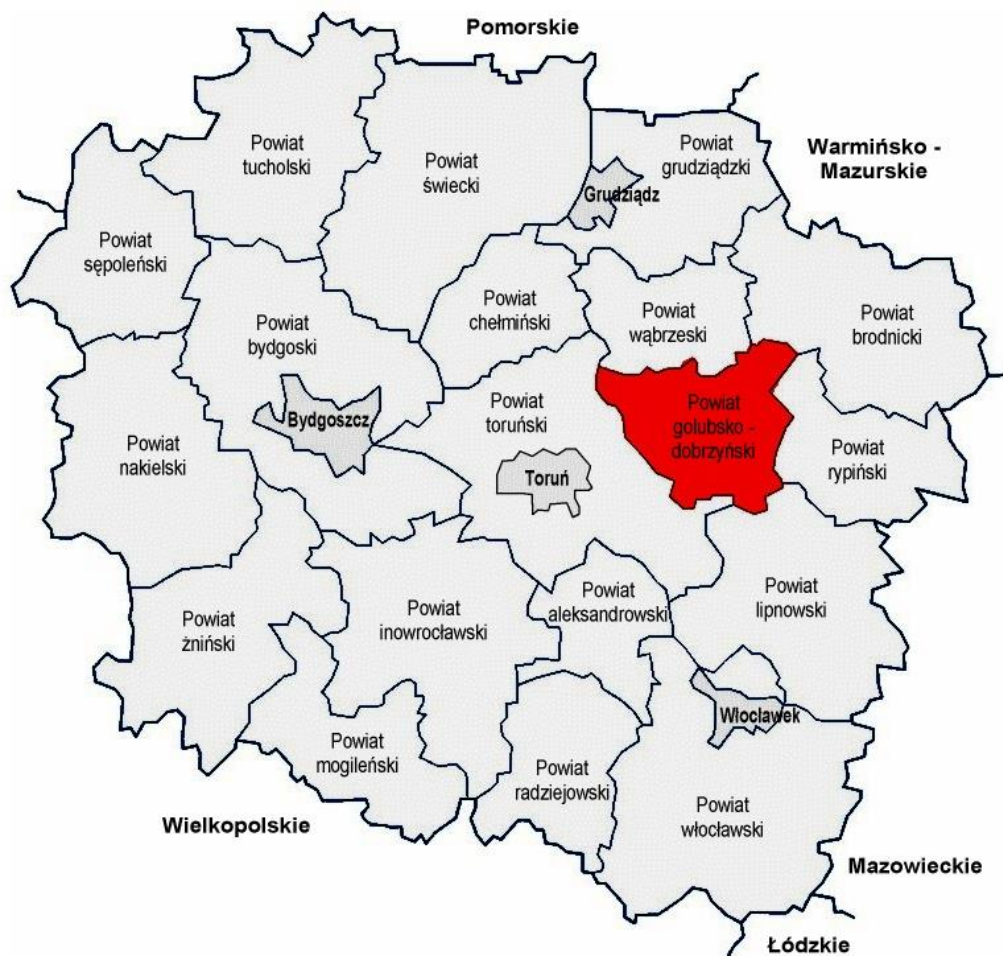 Pomorskie
Powiat
tucholski
Powiat
świecki
Powiat
grudziądzki
Warmińsko -
Mazurskie
Grudziądz
Powiat
sępoleński
Powiat
chełmiński
Powiat
wąbrzeski
Powiat
brodnicki
Powiat
bydgoski
Bydgoszcz
Powiat
toruński
Powiat
golubsko -
dobrzyński
Powiat
nakielski
Powiat
rypiński
Toruń
Powiat
żniński
Powiat
inowrocławski
Powiat
aleksandrowski
Powiat
lipnowski
Włocławek
Powiat
mogileński
Powiat
radziejowski
Powiat
włocławski
Wielkopolskie
Mazowieckie
Łódzkie